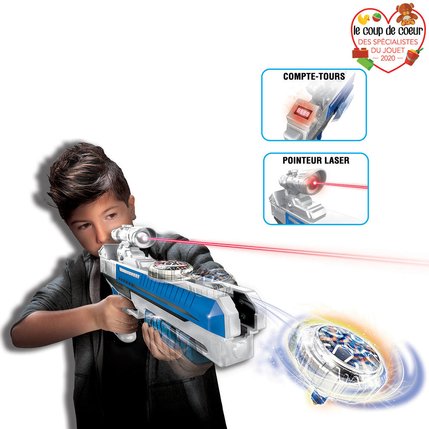 le coup de coeur
DES SPÉCIALISTES
DU JOUET
2020
COMPTE-TOURS
POINTEUR LASER